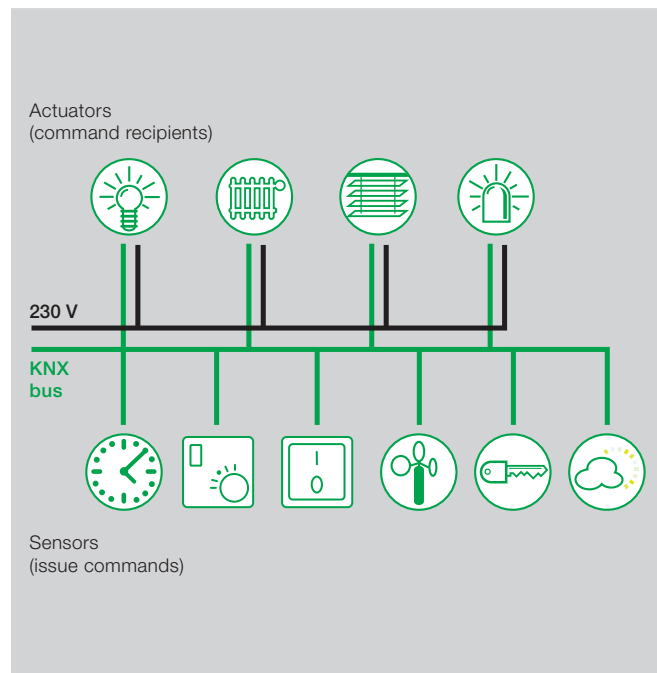 Actuators
(command recipients)
230 V
KNX
bus
Sensors
(issue commands)